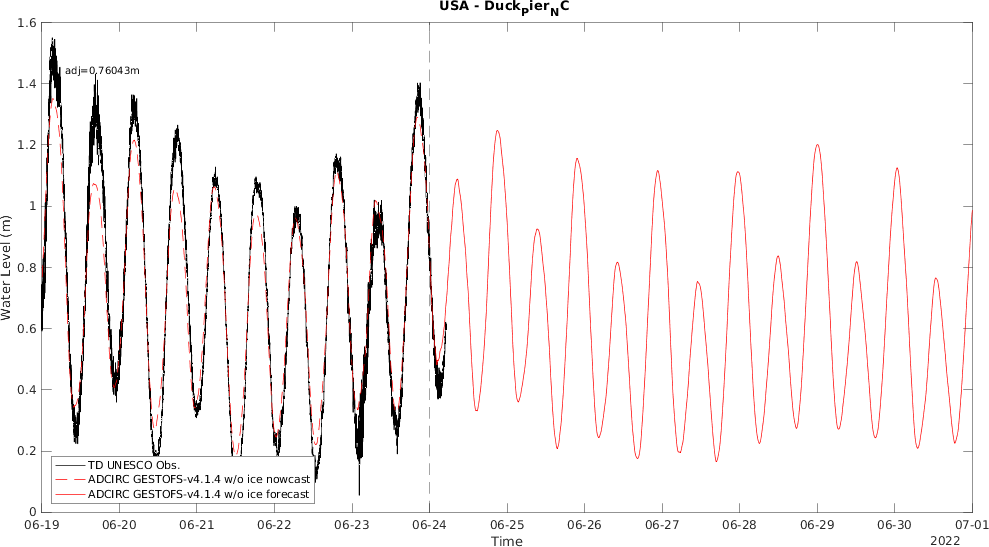 USA - Duck_Pier_NC
1.6
1.4
1.2
1
0.8
0.6
0.4
0.2
0
Water Level (m)
adj=0.76043m
TD UNESCO Obs.
ADCIRC GESTOFS-v4.1.4 w/o ice nowcast
ADCIRC GESTOFS-v4.1.4 w/o ice forecast
06-19 06-20 06-21 06-22 06-23 06-24 06-25 06-26 06-27 06-28 06-29 06-30 07-01
Time
2022